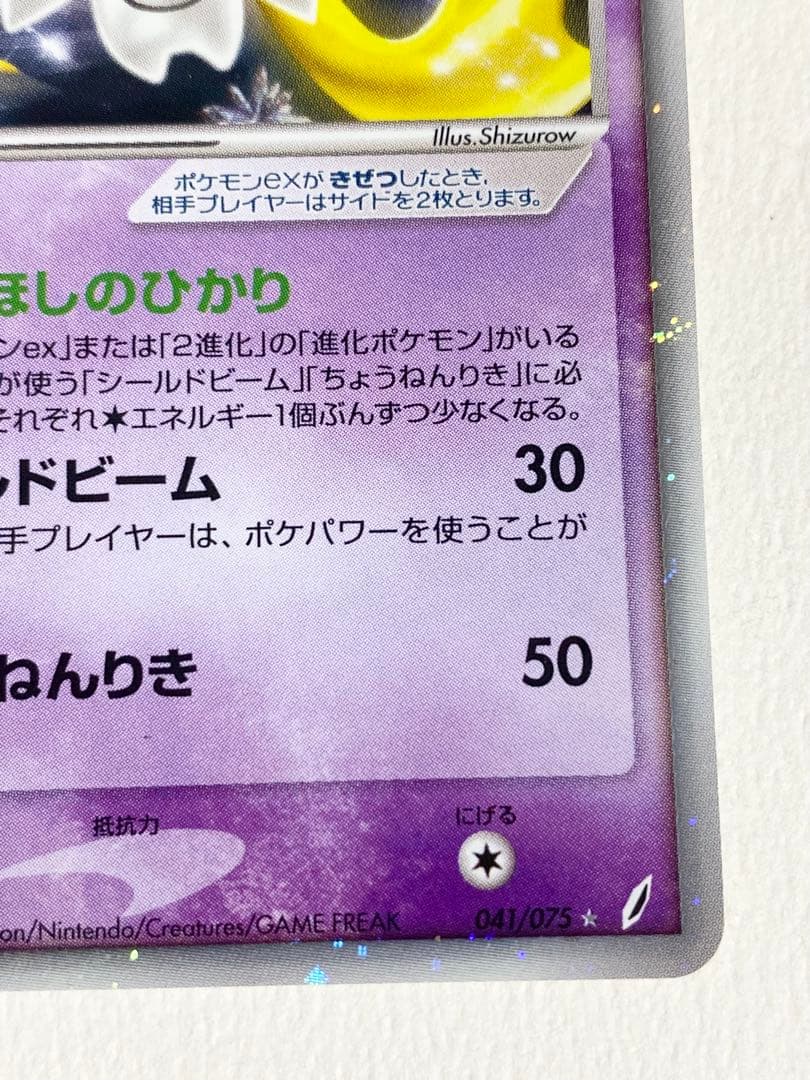 Illus.Shizurow
ポケモンexが きぜつしたとき、
相手プレイヤーはサイドを2枚とります。
ほしのひかり
ンex」または「2進化」の「進化ポケモン」がいる
が使う「シールドビーム」「ちょうねんりき」に必
それぞれ★エネルギー1個ぶんずつ少なくなる。
ルドビーム 30
手プレイヤーは、ポケパワーを使うことが
ねんりき 50
抵抗力 にげる
on/Nintendo/Creatures/GAME FREAK 041/075 ★